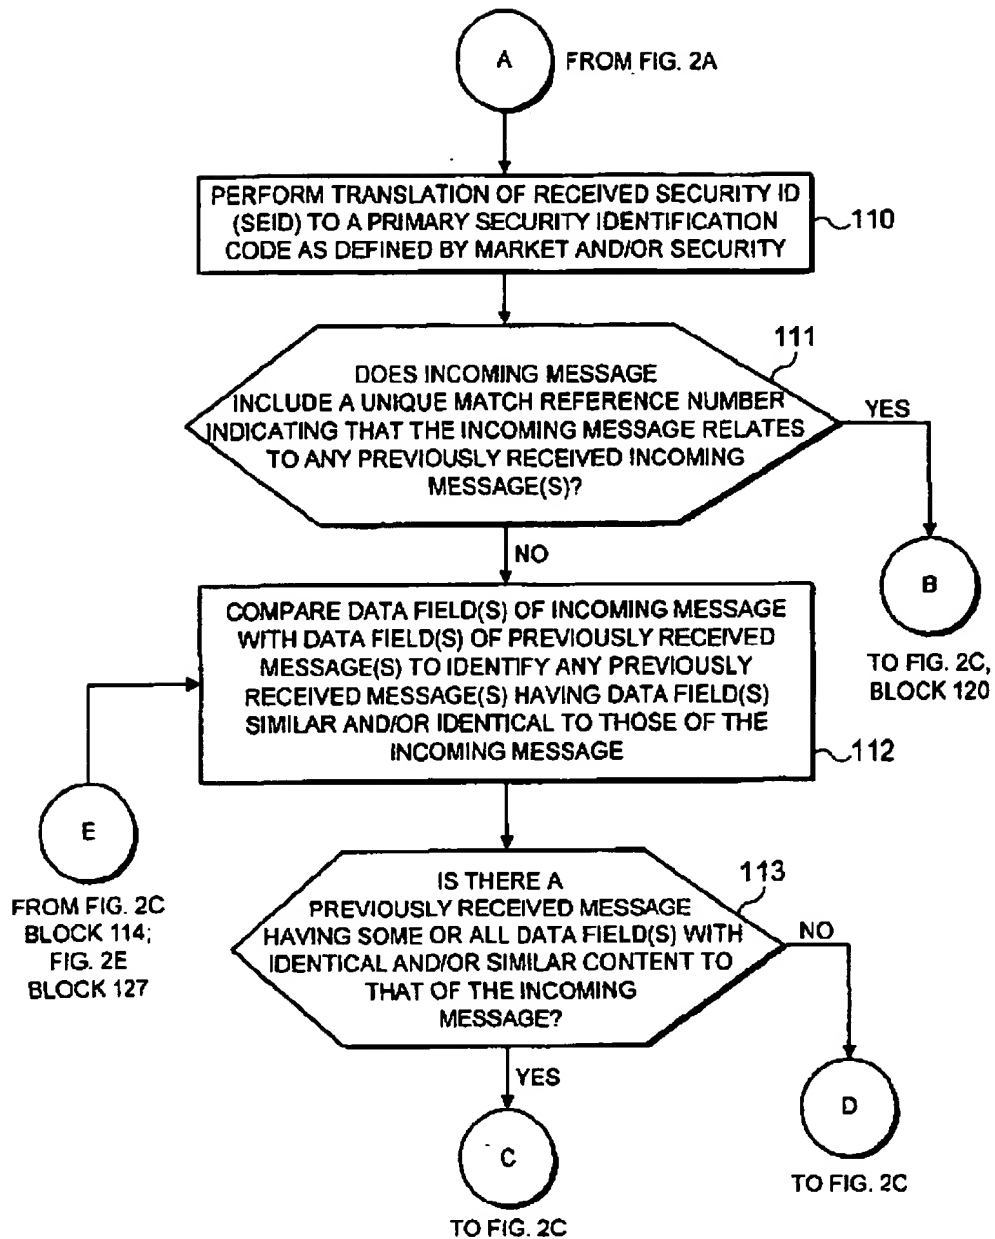 A
FROM FIG. 2A
PERFORM TRANSLATION OF RECEIVED SECURITY ID
(SEID) TO A PRIMARY SECURITY IDENTIFICATION
CODE AS DEFINED BY MARKET AND/OR SECURITY
110
111
DOES INCOMING MESSAGE
INCLUDE A UNIQUE MATCH REFERENCE NUMBER
INDICATING THAT THE INCOMING MESSAGE RELATES
TO ANY PREVIOUSLY RECEIVED INCOMING
MESSAGE(S)?
YES
NO
B
TO FIG. 2C,
BLOCK 120
COMPARE DATA FIELD(S) OF INCOMING MESSAGE
WITH DATA FIELD(S) OF PREVIOUSLY RECEIVED
MESSAGE(S) TO IDENTIFY ANY PREVIOUSLY
RECEIVED MESSAGE(S) HAVING DATA FIELD(S)
SIMILAR AND/OR IDENTICAL TO THOSE OF THE
INCOMING MESSAGE
112
E
FROM FIG. 2C
BLOCK 114;
FIG. 2E
BLOCK 127
113
IS THERE A
PREVIOUSLY RECEIVED MESSAGE
HAVING SOME OR ALL DATA FIELD(S) WITH
IDENTICAL AND/OR SIMILAR CONTENT TO
THAT OF THE INCOMING
MESSAGE?
NO
YES
D
TO FIG. 2C
C
TO FIG. 2C